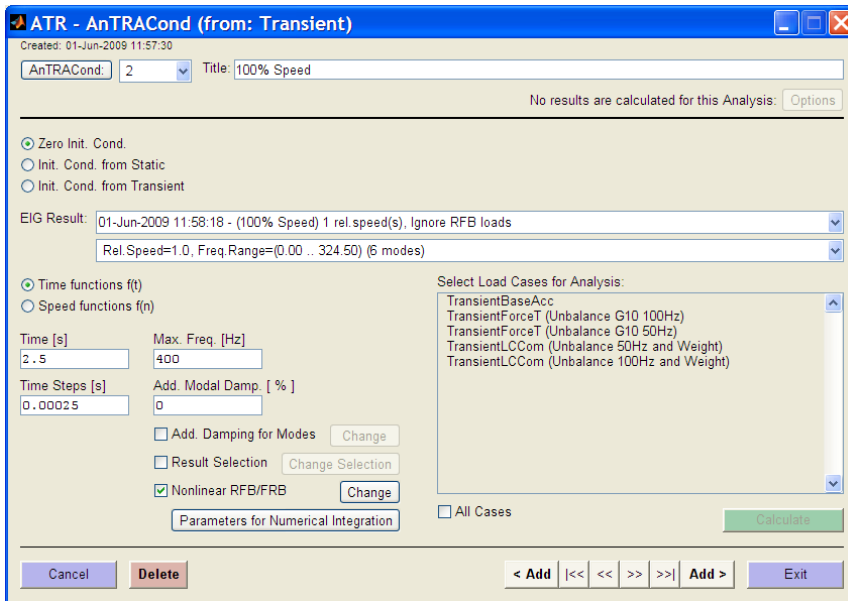 ATR - AnTRACond (from: Transient)
Created: 01-Jun-2009 11:57:30
AnTRACond: 2 Title: 100% Speed
No results are calculated for this Analysis: Options
Zero Init. Cond.
Init. Cond. from Static
Init. Cond. from Transient
EIG Result: 01-Jun-2009 11:58:18 - (100% Speed) 1 rel.speed(s), Ignore RFB loads
Rel.Speed=1.0, Freq.Range=(0.00 .. 324.50) (6 modes)
Time functions f(t)
Speed functions f(n)
Time [s] Max. Freq. [Hz]
2.5 400
Time Steps [s] Add. Modal Damp. [ % ]
0.00025 0
Add. Damping for Modes Change
Result Selection Change Selection
Nonlinear RFB/FRB Change
Parameters for Numerical Integration
Select Load Cases for Analysis:
TransientBaseAcc
TransientForceT (Unbalance G10 100Hz)
TransientForceT (Unbalance G10 50Hz)
TransientLCCom (Unbalance 50Hz and Weight)
TransientLCCom (Unbalance 100Hz and Weight)
All Cases Calculate
Cancel Delete < Add |<< << >> >>| Add > Exit